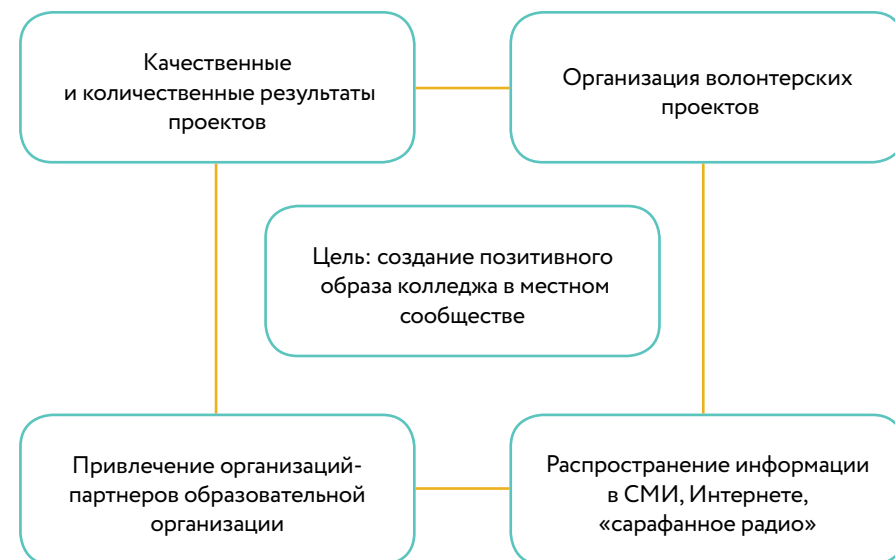 Качественные
и количественные результаты
проектов
Организация волонтерских
проектов
Цель: создание позитивного
образа колледжа в местном
сообществе
Привлечение организаций-
партнеров образовательной
организации
Распространение информации
в СМИ, Интернете,
«сарафанное радио»